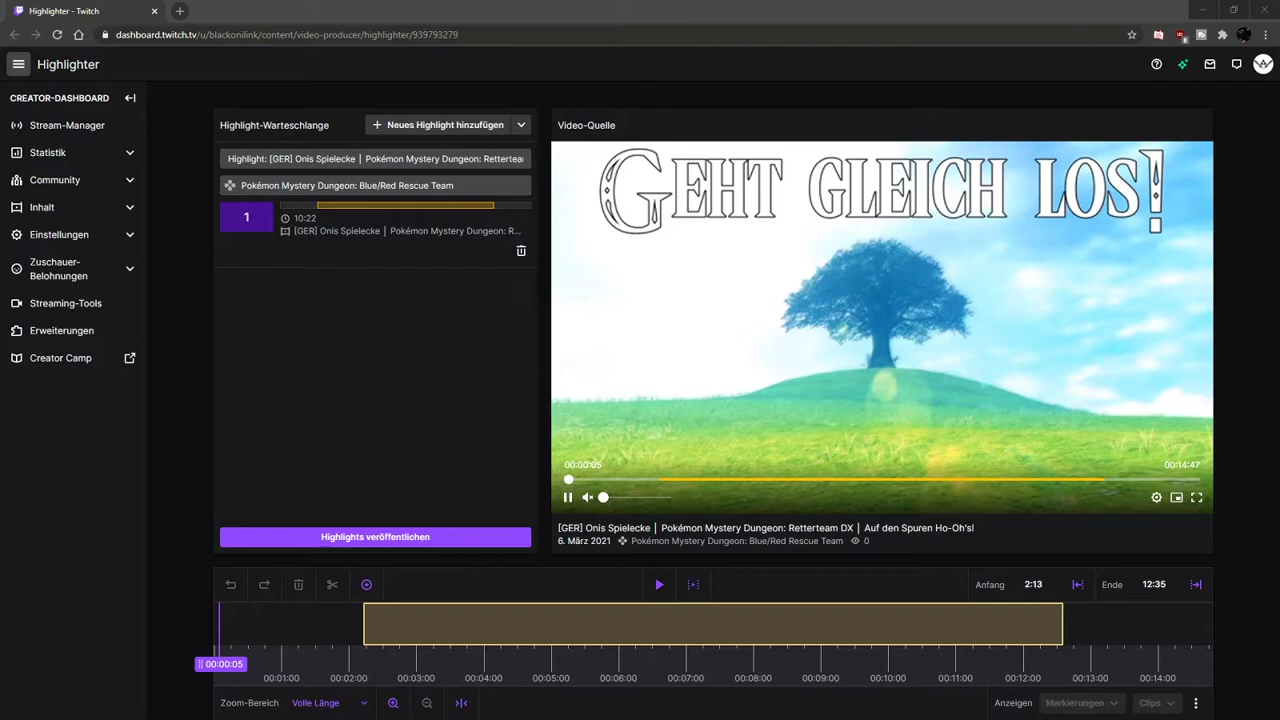 Highlighter - Twitch
dashboard.twitch.tv/u/blackonilink/content/video-producer/highlighter/939793279
Highlighter
CREATOR-DASHBOARD
Stream-Manager
Statistik
Community
Inhalt
Einstellungen
Zuschauer-
Belohnungen
Streaming-Tools
Erweiterungen
Creator Camp
Highlight-Warteschlange
Neues Highlight hinzufügen
Highlight: [GER] Onis Spielecke | Pokémon Mystery Dungeon: Rettertea
Pokémon Mystery Dungeon: Blue/Red Rescue Team
1
10:22
[GER] Onis Spielecke | Pokémon Mystery Dungeon: R...
Highlights veröffentlichen
Video-Quelle
GEHT GLEICH LOS!
00:00:05
00:14:47
[GER] Onis Spielecke | Pokémon Mystery Dungeon: Retterteam DX | Auf den Spuren Ho-Oh's!
6. März 2021 Pokémon Mystery Dungeon: Blue/Red Rescue Team 0
Anfang 2:13 Ende 12:35
00:00:05
00:01:00 00:02:00 00:03:00 00:04:00 00:05:00 00:06:00 00:07:00 00:08:00 00:09:00 00:10:00 00:11:00 00:12:00 00:13:00 00:14:00
Zoom-Bereich Volle Länge
Anzeigen Markierungen Clips